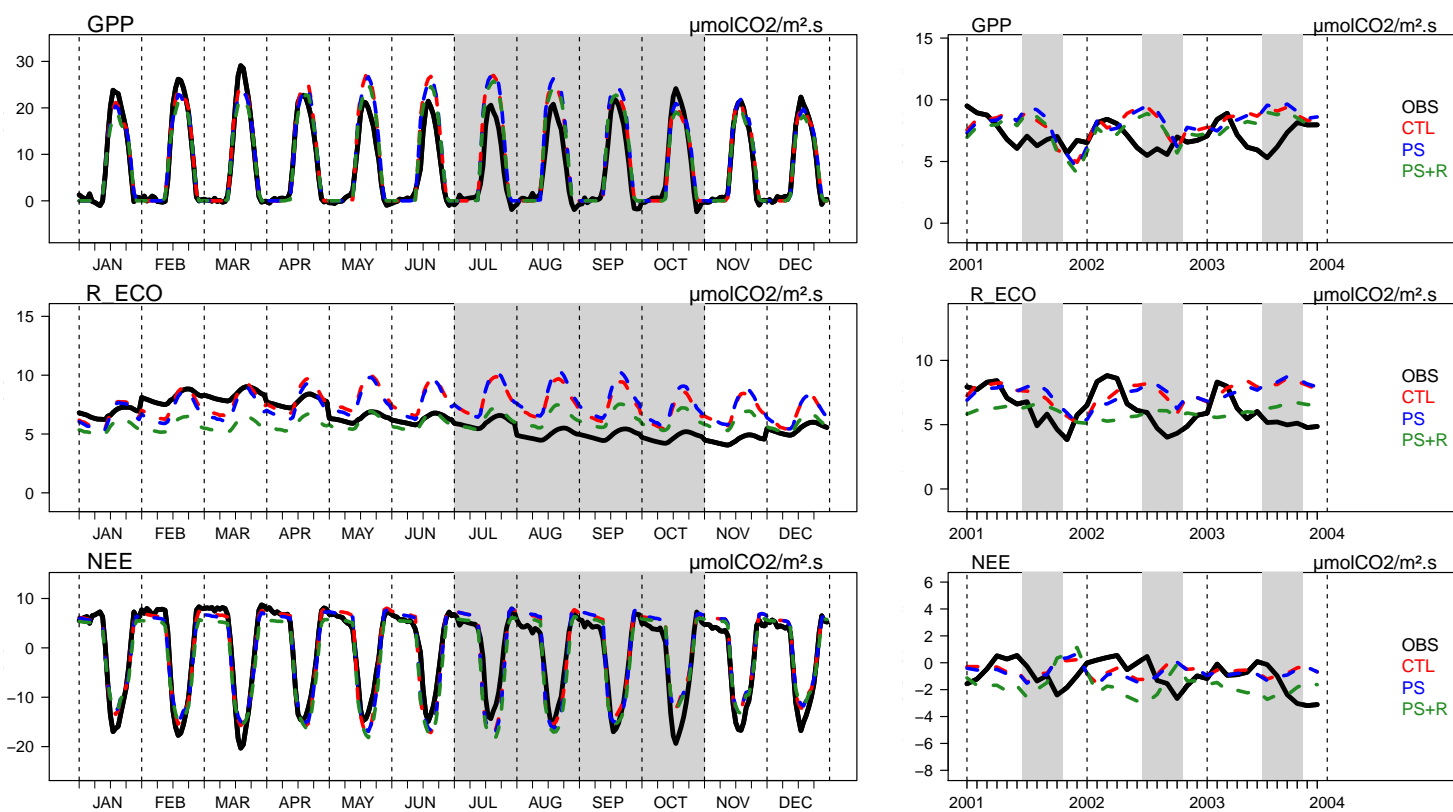 GPP µmolCO2/m².s
30
20
10
0
JAN FEB MAR APR MAY JUN JUL AUG SEP OCT NOV DEC
GPP µmolCO2/m².s
15
10
5
0
2001 2002 2003 2004
OBS
CTL
PS
PS+R
R_ECO µmolCO2/m².s
15
10
5
0
JAN FEB MAR APR MAY JUN JUL AUG SEP OCT NOV DEC
R_ECO µmolCO2/m².s
10
5
0
2001 2002 2003 2004
OBS
CTL
PS
PS+R
NEE µmolCO2/m².s
10
0
−10
−20
JAN FEB MAR APR MAY JUN JUL AUG SEP OCT NOV DEC
NEE µmolCO2/m².s
6
4
2
0
−2
−4
−6
−8
2001 2002 2003 2004
OBS
CTL
PS
PS+R